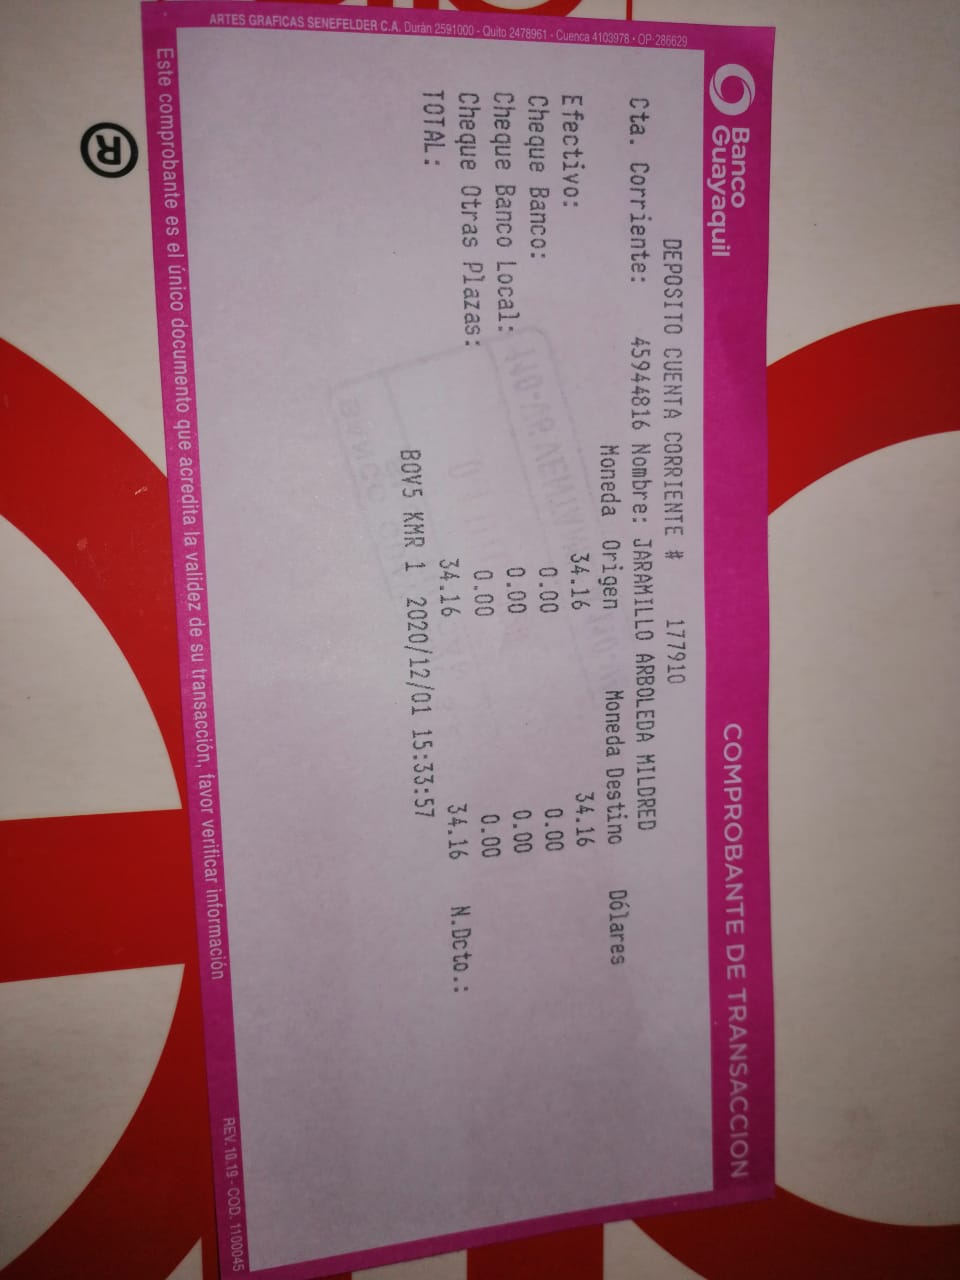 ARTES GRAFICAS SENEFELDER C.A. Durán 2591000 - Quito 2478961 - Cuenca 4103978 • OP-286629
Banco
Guayaquil
COMPROBANTE DE TRANSACCION
DEPOSITO CUENTA CORRIENTE # 177910
Cta. Corriente: 45944816 Nombre: JARAMILLO ARBOLEDA MILDRED
Moneda Origen Moneda Destino Dólares
Efectivo: 34.16 34.16
Cheque Banco: 0.00 0.00
Cheque Banco Local: 0.00 0.00
Cheque Otras Plazas: 0.00 0.00
TOTAL: 34.16 34.16 N.Dcto.:
BOV5 KMR 1 2020/12/01 15:33:57
Este comprobante es el único documento que acredita la validez de su transacción, favor verificar información
REV.10.19 - COD. 1100045
®